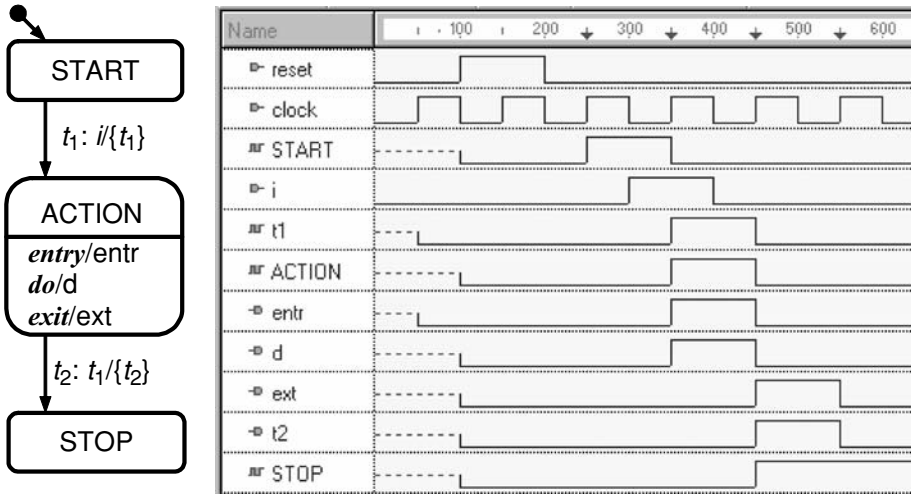 START
t₁: i/{t₁}
ACTION
entry/entr
do/d
exit/ext
t₂: t₁/{t₂}
STOP
Name 100 200 300 400 500 600
reset
clock
START
i
t1
ACTION
entr
d
ext
t2
STOP